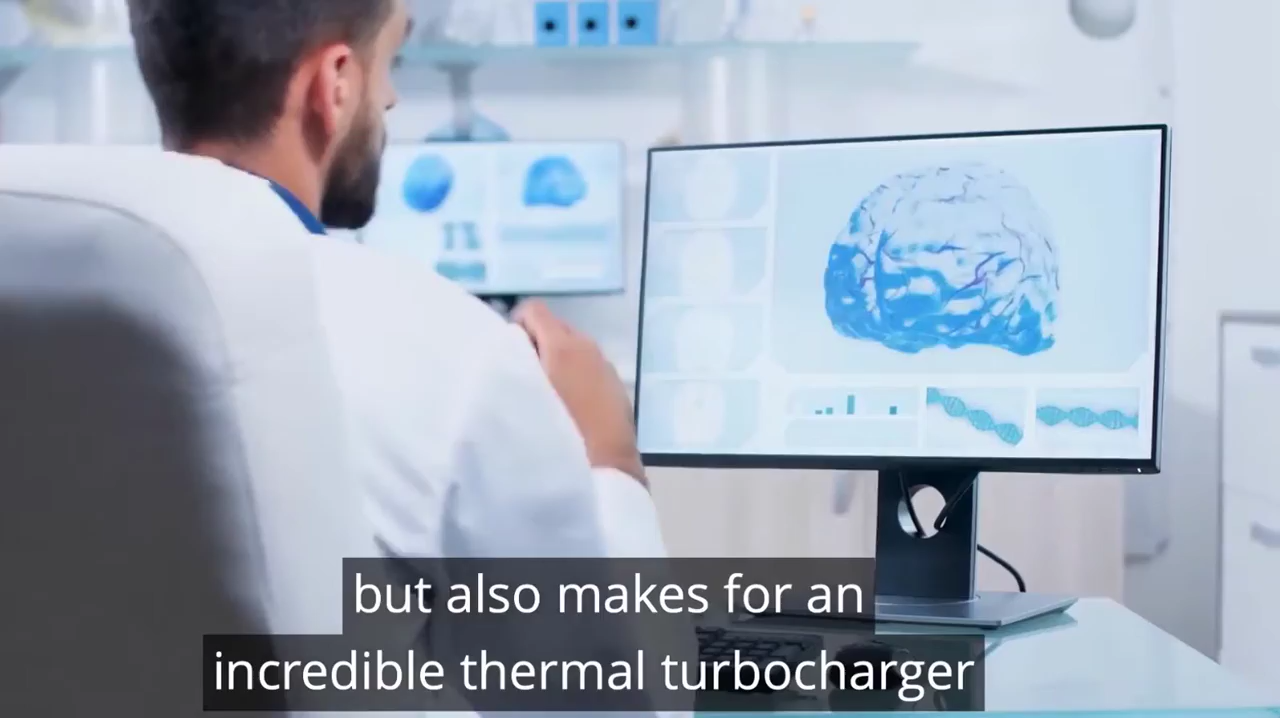 but also makes for an
incredible thermal turbocharger